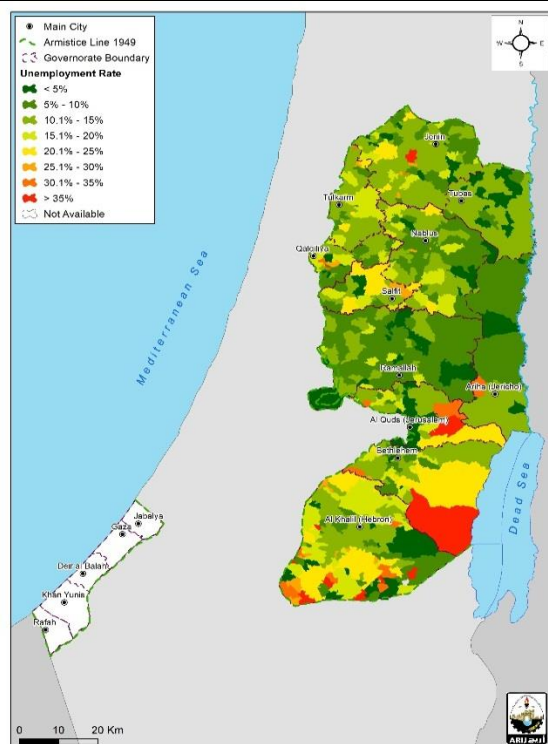 Main City
Armistice Line 1949
Governorate Boundary
Unemployment Rate
< 5%
5% - 10%
10.1% - 15%
15.1% - 20%
20.1% - 25%
25.1% - 30%
30.1% - 35%
> 35%
Not Available
N
W E
S
Jenin
Tulkarm
Tubas
Nablus
Qalqiliya
Salfit
Mediterranean Sea
Ramallah
Ariha (Jericho)
Al Quds (Jerusalem)
Bethlehem
Dead Sea
Al Khalil (Hebron)
Jabalya
Gaza
Deir al Balah
Khan Yunis
Rafah
0 10 20 Km
ARIJ أريج